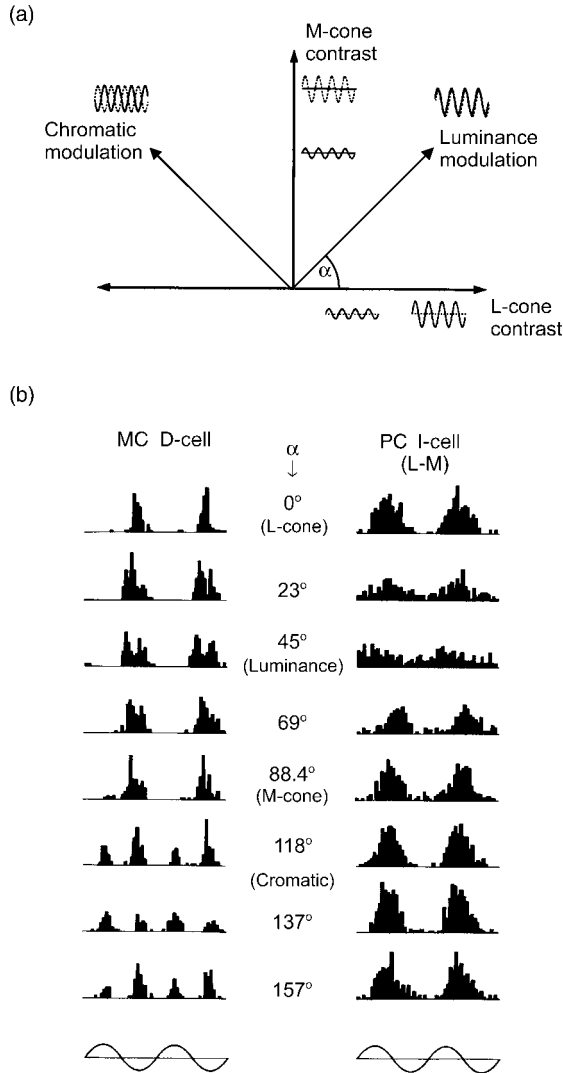 (a)
M-cone
contrast
Chromatic
modulation
Luminance
modulation
α
L-cone
contrast
(b)
MC D-cell
α
↓
PC I-cell
(L-M)
0°
(L-cone)
23°
45°
(Luminance)
69°
88.4°
(M-cone)
118°
(Cromatic)
137°
157°